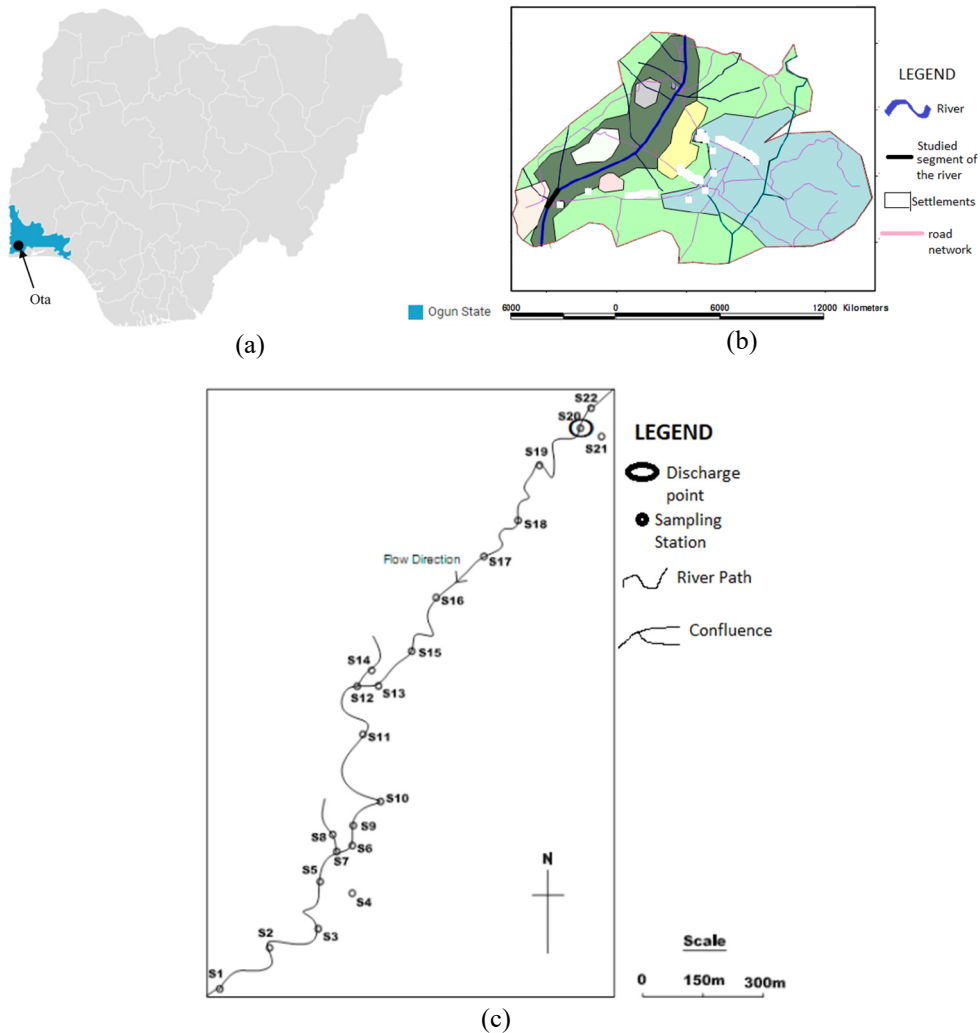 Ota
Ogun State
(a)
LEGEND
River
Studied
segment of
the river
Settlements
road
network
6000
0
6000
12000
Kilometers
(b)
S22
S20
S21
S19
S18
S17
Flow Direction
S16
S15
S14
S12
S13
S11
S10
S9
S8
S7
S6
S5
S4
S3
S2
S1
N
Scale
0
150m
300m
LEGEND
Discharge
point
Sampling
Station
River Path
Confluence
(c)